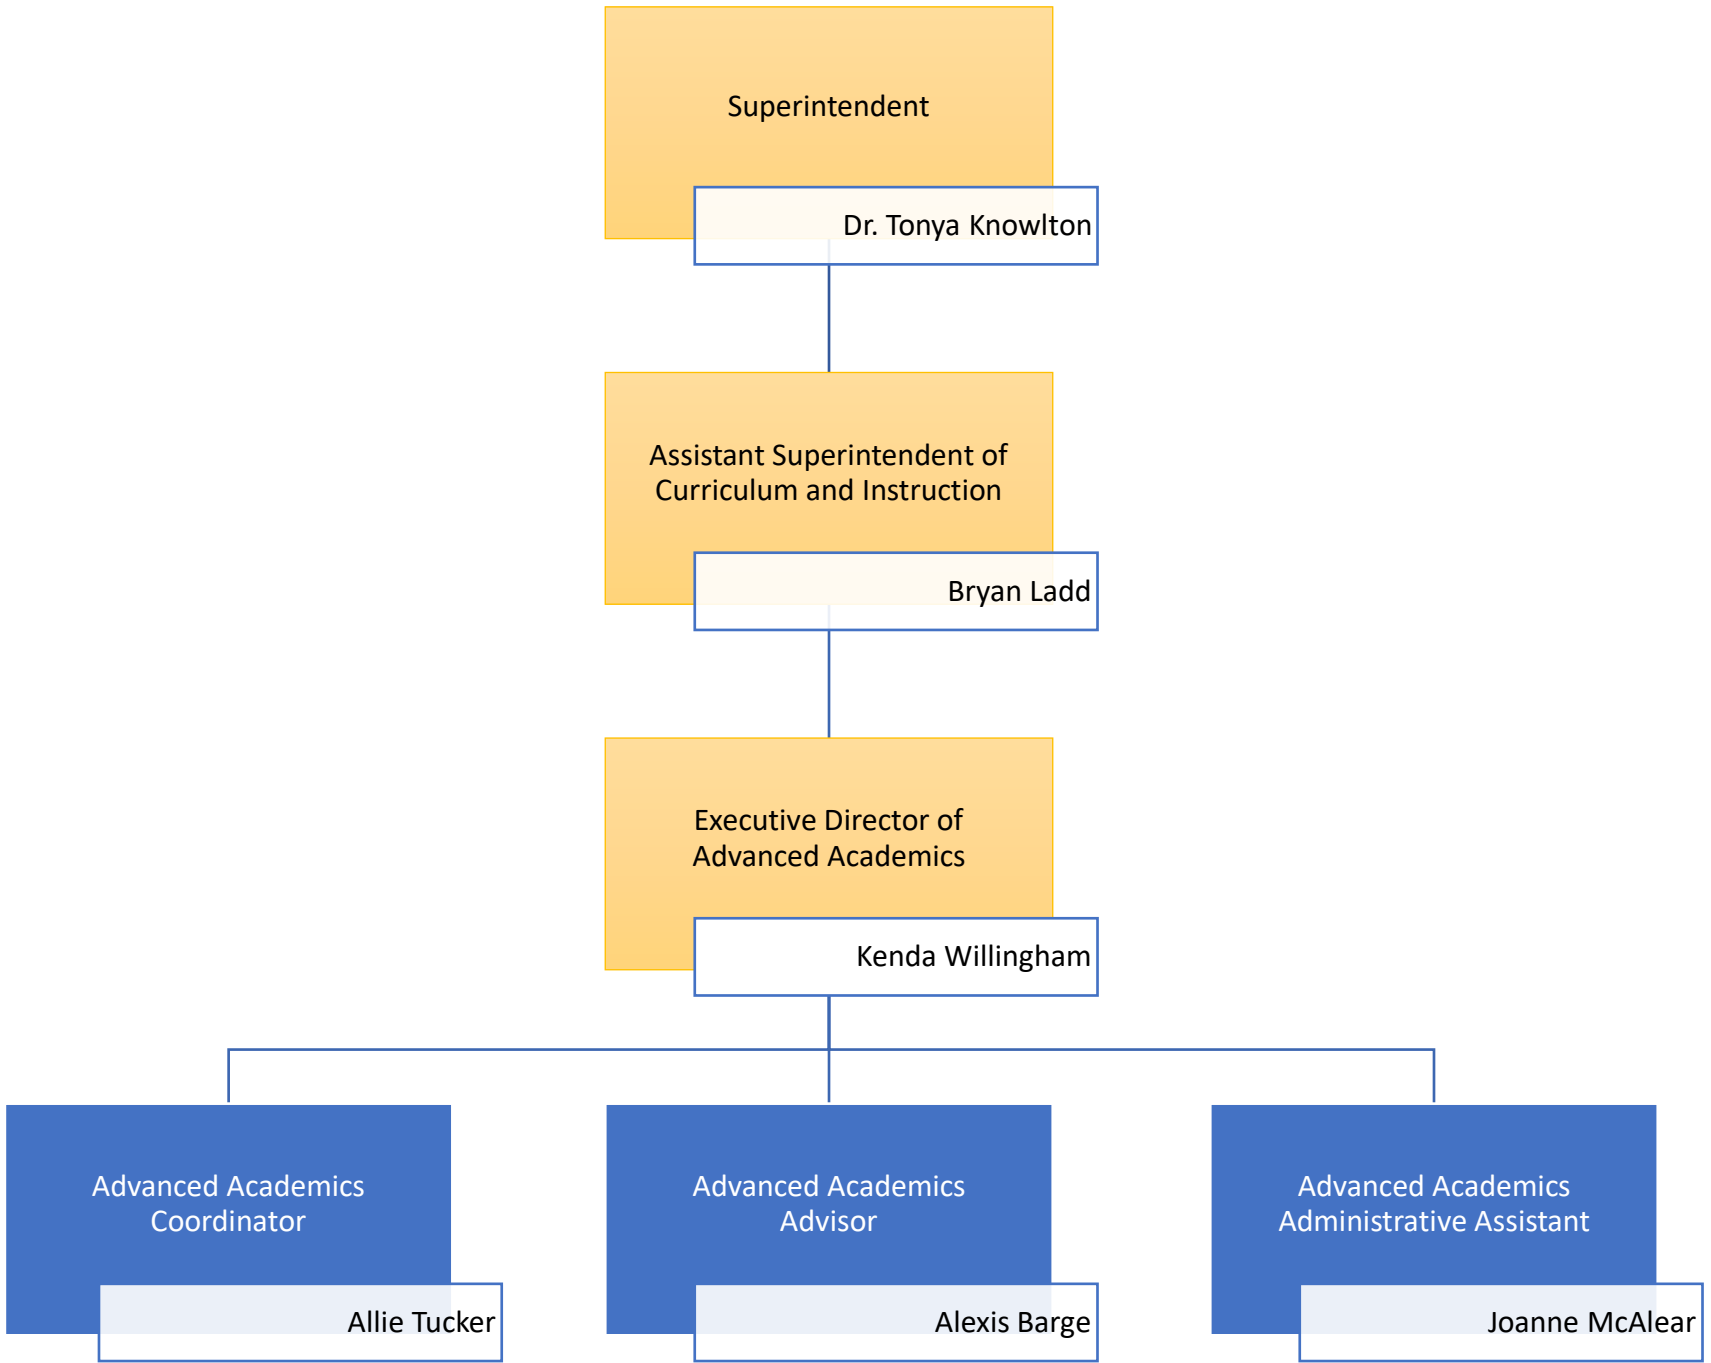 Superintendent
Dr. Tonya Knowlton
Assistant Superintendent of
Curriculum and Instruction
Bryan Ladd
Executive Director of
Advanced Academics
Kenda Willingham
Advanced Academics
Coordinator
Allie Tucker
Advanced Academics
Advisor
Alexis Barge
Advanced Academics
Administrative Assistant
Joanne McAlear